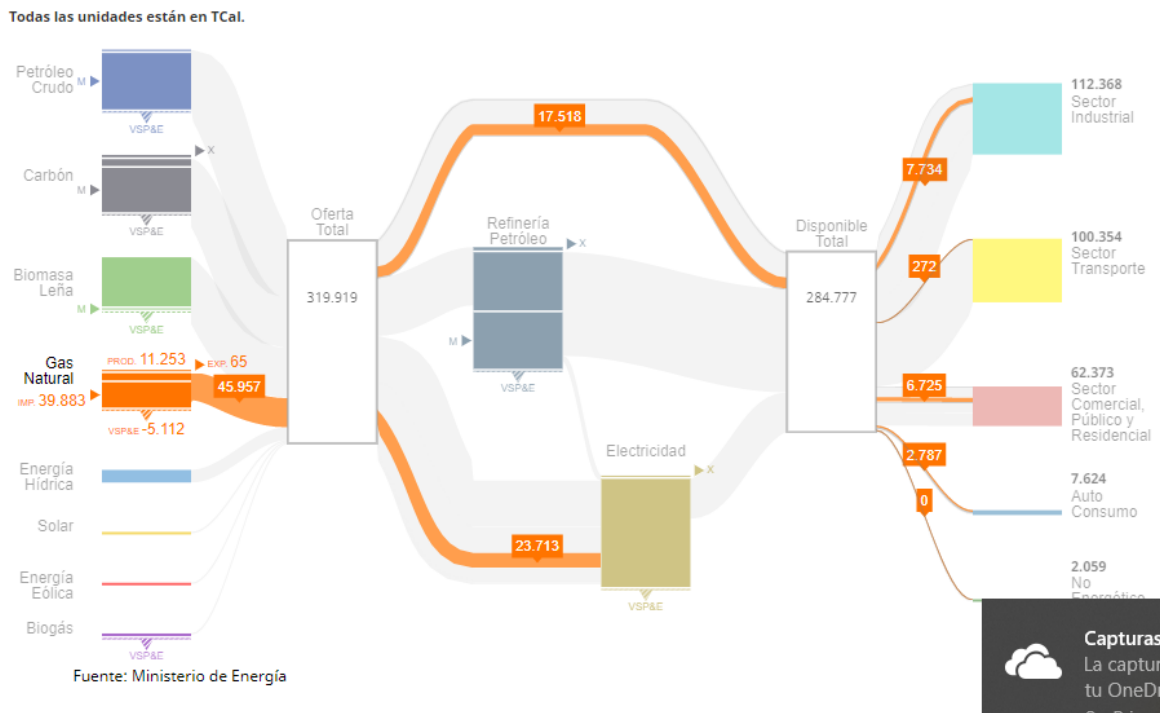 Todas las unidades están en TCal.
Petróleo
Crudo
M
VSP&E
Carbón
M
X
VSP&E
Biomasa
Leña
M
VSP&E
Gas
Natural
PROD. 11.253
EXP. 65
IMP. 39.883
45.957
VSP&E -5.112
Energía
Hídrica
Solar
Energía
Eólica
Biogás
VSP&E
Fuente: Ministerio de Energía
Oferta
Total
319.919
17.518
Refinería
Petróleo
X
M
VSP&E
Electricidad
X
23.713
VSP&E
Disponible
Total
284.777
7.734
272
6.725
2.787
0
112.368
Sector
Industrial
100.354
Sector
Transporte
62.373
Sector
Comercial,
Público y
Residencial
7.624
Auto
Consumo
2.059
No
Energético
Capturas
La captur
tu OneDr